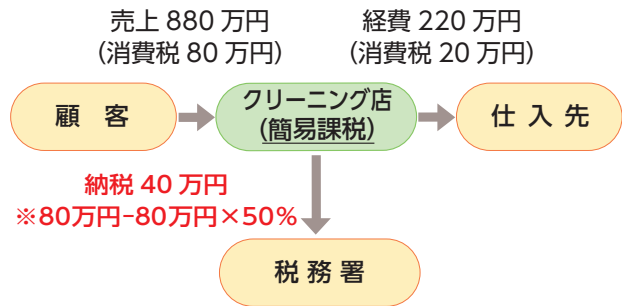 売上 880 万円
(消費税 80 万円)
経費 220 万円
(消費税 20 万円)
顧 客
クリーニング店
(簡易課税)
仕 入 先
納税 40 万円
※80万円-80万円×50%
税 務 署